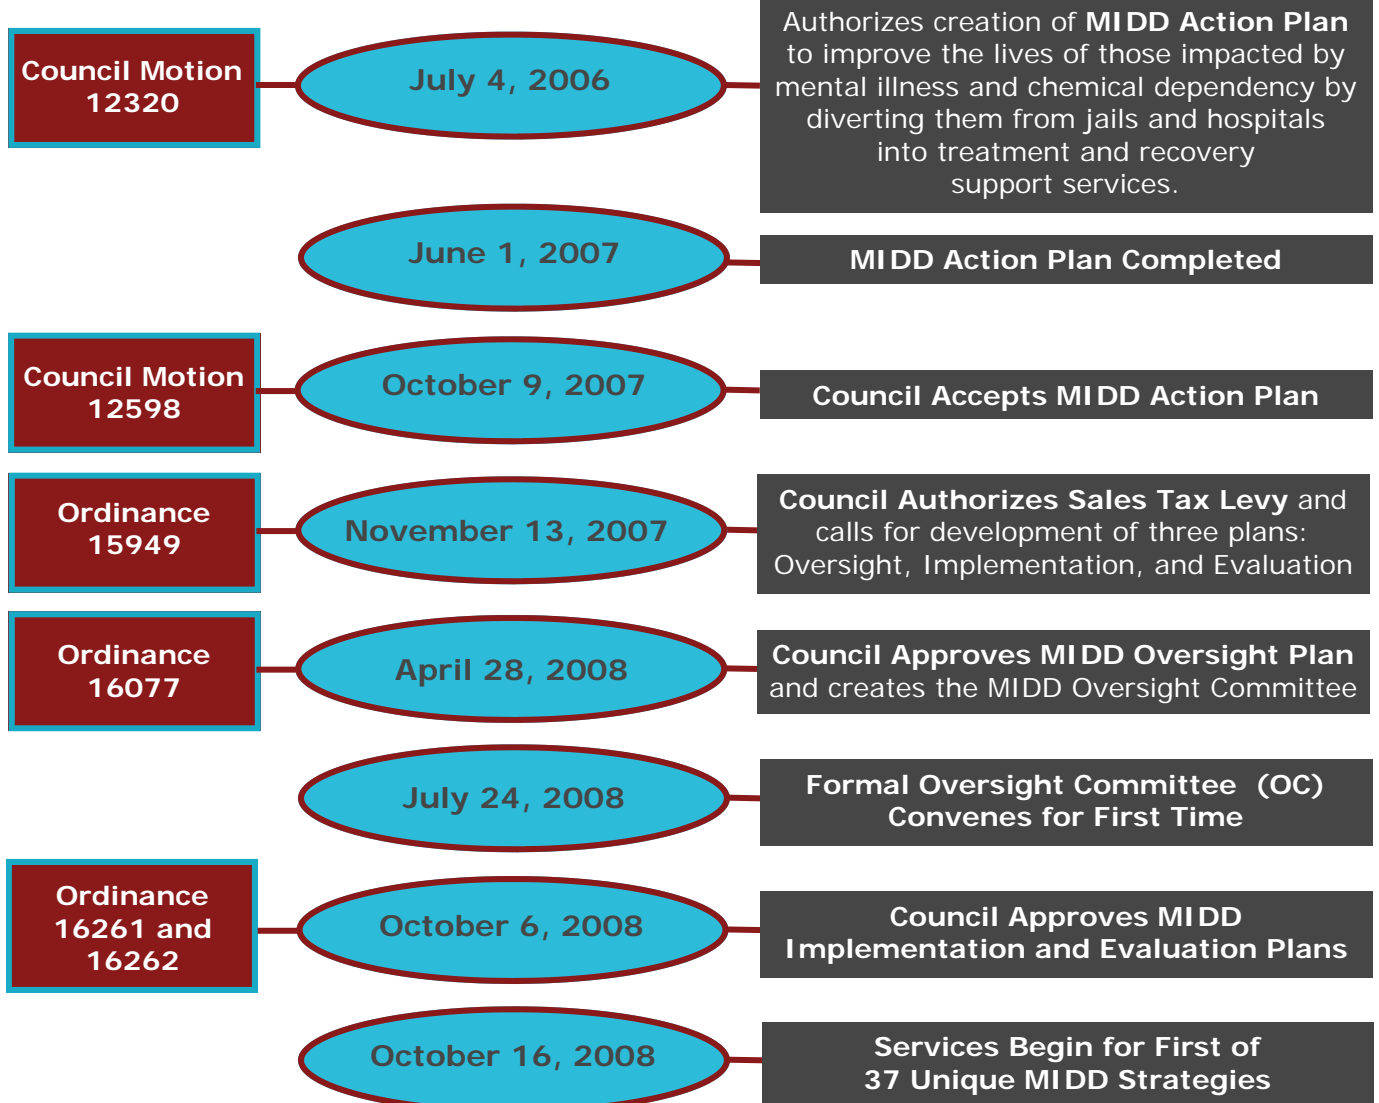 Council Motion
12320
July 4, 2006
Authorizes creation of MIDD Action Plan
to improve the lives of those impacted by
mental illness and chemical dependency by
diverting them from jails and hospitals
into treatment and recovery
support services.
June 1, 2007
MIDD Action Plan Completed
Council Motion
12598
October 9, 2007
Council Accepts MIDD Action Plan
Ordinance
15949
November 13, 2007
Council Authorizes Sales Tax Levy and
calls for development of three plans:
Oversight, Implementation, and Evaluation
Ordinance
16077
April 28, 2008
Council Approves MIDD Oversight Plan
and creates the MIDD Oversight Committee
July 24, 2008
Formal Oversight Committee (OC)
Convenes for First Time
Ordinance
16261 and
16262
October 6, 2008
Council Approves MIDD
Implementation and Evaluation Plans
October 16, 2008
Services Begin for First of
37 Unique MIDD Strategies